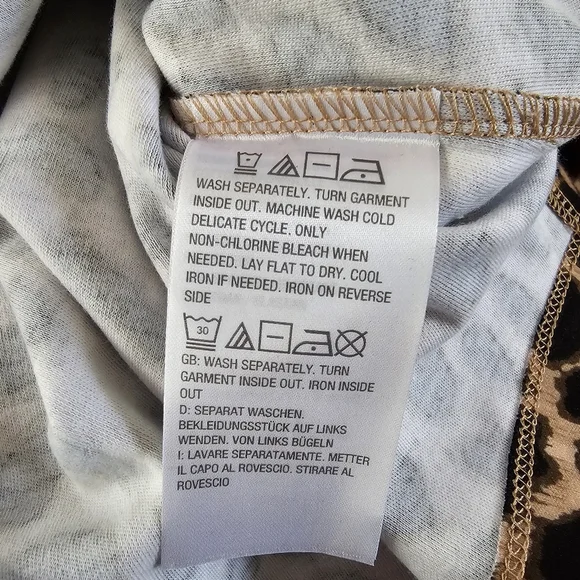 WASH SEPARATELY. TURN GARMENT
INSIDE OUT. MACHINE WASH COLD
DELICATE CYCLE. ONLY
NON-CHLORINE BLEACH WHEN
NEEDED. LAY FLAT TO DRY. COOL
IRON IF NEEDED. IRON ON REVERSE
SIDE
30
GB: WASH SEPARATELY. TURN
GARMENT INSIDE OUT. IRON INSIDE
OUT
D: SEPARAT WASCHEN.
BEKLEIDUNGSSTÜCK AUF LINKS
WENDEN. VON LINKS BÜGELN
I: LAVARE SEPARATAMENTE. METTER
IL CAPO AL ROVESCIO. STIRARE AL
ROVESCIO